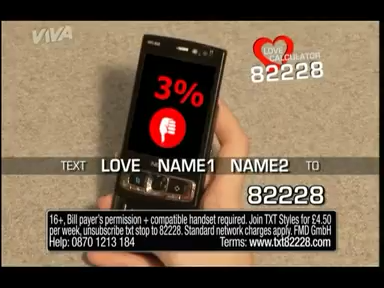 VIVA
LOVE
CALCULATOR
82228
3%
TEXT LOVE NAME1 NAME2 TO
82228
16+, Bill payer's permission + compatible handset required. Join TXT Styles for £4.50
per week, unsubscribe txt stop to 82228. Standard network charges apply. FMD GmbH
Help: 0870 1213 184 Terms: www.txt82228.com